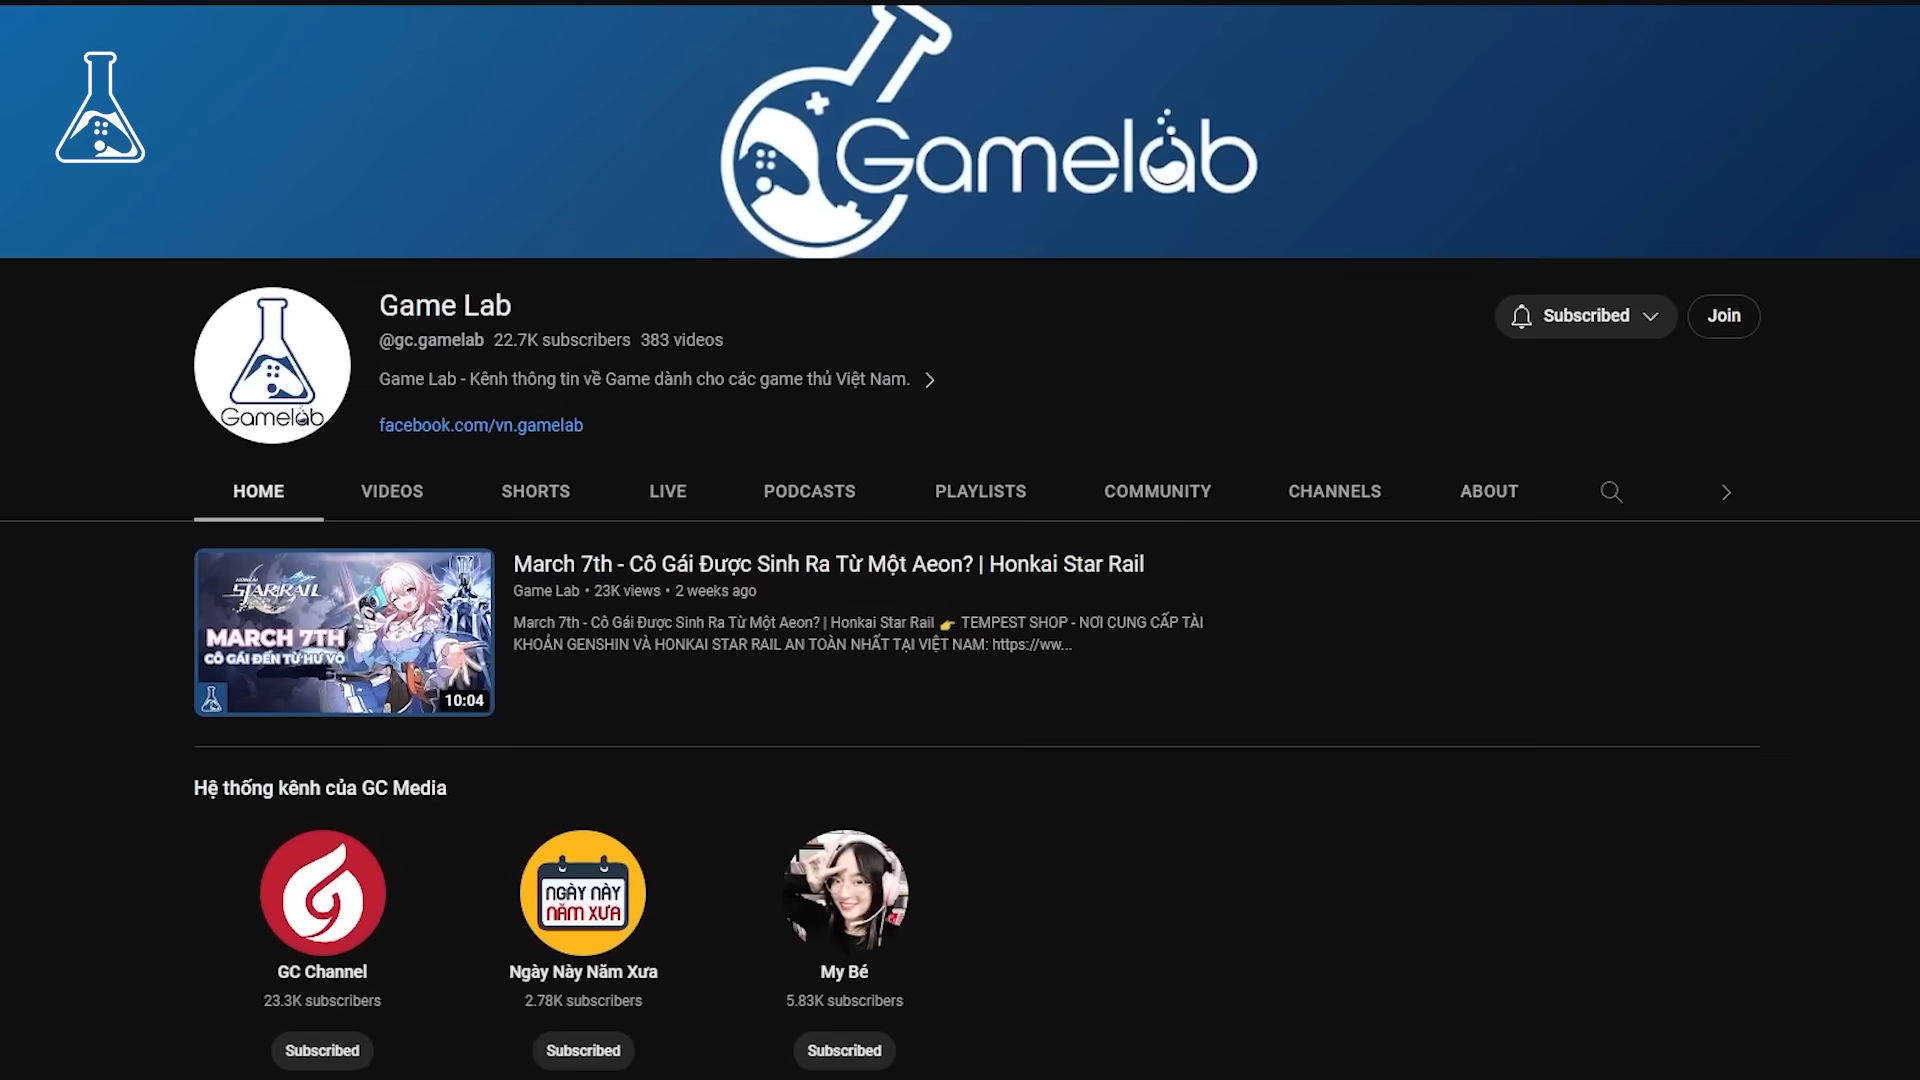 Gamelab
Game Lab
@gc.gamelab 22.7K subscribers 383 videos
Game Lab - Kênh thông tin về Game dành cho các game thủ Việt Nam.
facebook.com/vn.gamelab
Subscribed
Join
Gamelab
HOME VIDEOS SHORTS LIVE PODCASTS PLAYLISTS COMMUNITY CHANNELS ABOUT
HONKAI
STAR RAIL
MARCH 7TH
CÔ GÁI ĐẾN TỪ HƯ VÔ
10:04
March 7th - Cô Gái Được Sinh Ra Từ Một Aeon? | Honkai Star Rail
Game Lab • 23K views • 2 weeks ago
March 7th - Cô Gái Được Sinh Ra Từ Một Aeon? | Honkai Star Rail 👉 TEMPEST SHOP - NƠI CUNG CẤP TÀI
KHOẢN GENSHIN VÀ HONKAI STAR RAIL AN TOÀN NHẤT TẠI VIỆT NAM: https://ww...
Hệ thống kênh của GC Media
NGÀY NÀY
NĂM XƯA
GC Channel
23.3K subscribers
Subscribed
Ngày Này Năm Xưa
2.78K subscribers
Subscribed
My Bé
5.83K subscribers
Subscribed